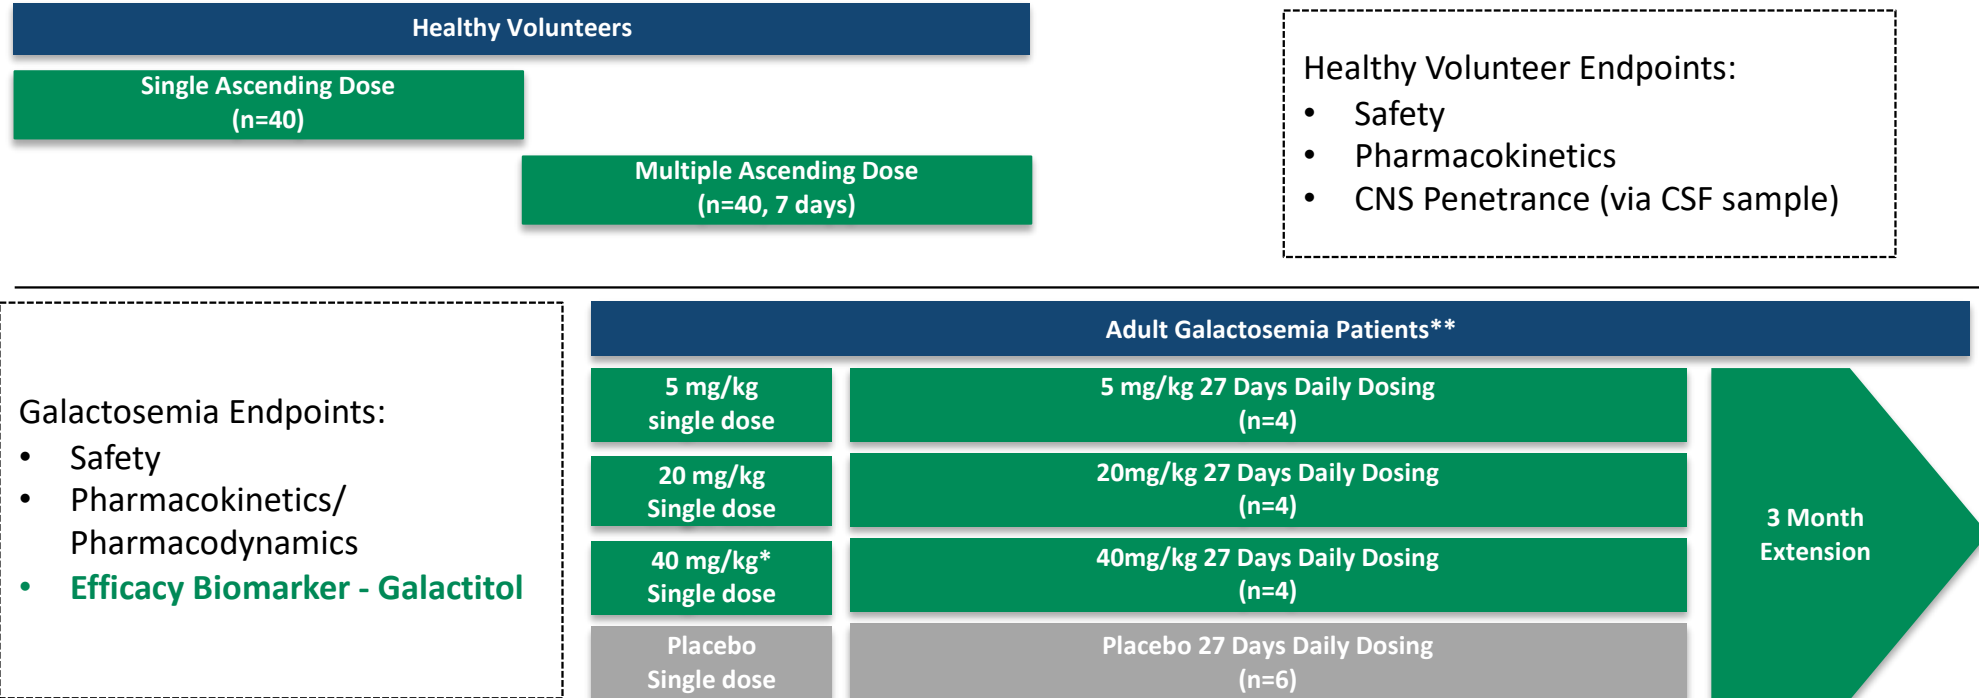 Healthy Volunteers
Single Ascending Dose
(n=40)
Multiple Ascending Dose
(n=40, 7 days)
Healthy Volunteer Endpoints:
• Safety
• Pharmacokinetics
• CNS Penetrance (via CSF sample)
Galactosemia Endpoints:
• Safety
• Pharmacokinetics/
Pharmacodynamics
• Efficacy Biomarker - Galactitol
Adult Galactosemia Patients**
5 mg/kg
single dose
5 mg/kg 27 Days Daily Dosing
(n=4)
20 mg/kg
Single dose
20mg/kg 27 Days Daily Dosing
(n=4)
40 mg/kg*
Single dose
40mg/kg 27 Days Daily Dosing
(n=4)
Placebo
Single dose
Placebo 27 Days Daily Dosing
(n=6)
3 Month
Extension